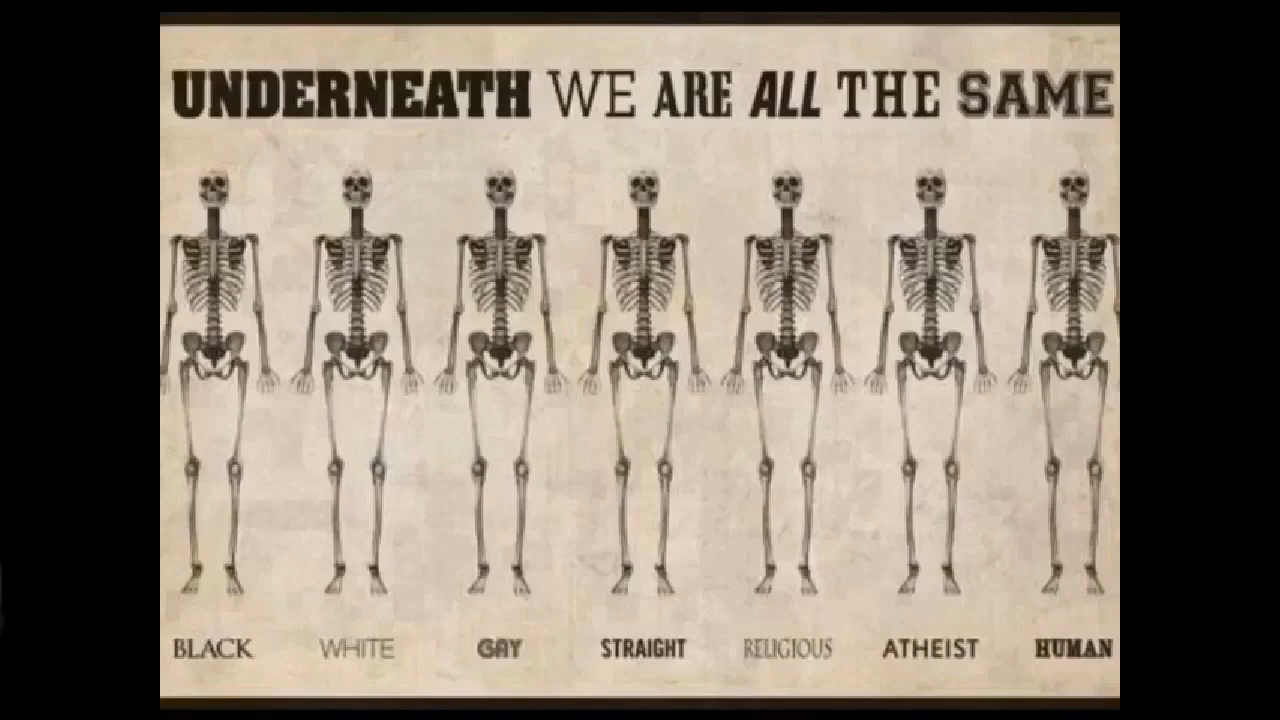 UNDERNEATH WE ARE ALL THE SAME
BLACK WHITE GAY STRAIGHT RELIGIOUS ATHEIST HUMAN